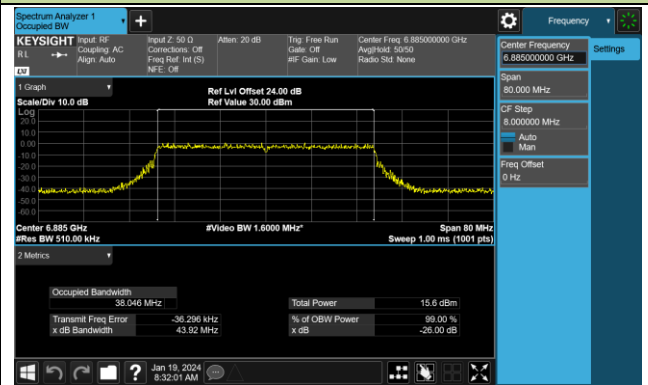 Spectrum Analyzer 1
Occupied BW
+
Frequency
KEYSIGHT
Input: RF
Coupling: AC
Align: Auto
Input Z: 50 Ω
Corrections: Off
Freq Ref: Int (S)
NFE: Off
Atten: 20 dB
Trig: Free Run
Gate: Off
#IF Gain: Low
Center Freq: 6.885000000 GHz
Avg|Hold: 50/50
Radio Std: None
RL
LXI
Center Frequency
6.885000000 GHz
Settings
Span
80.000 MHz
CF Step
8.000000 MHz
Auto
Man
Freq Offset
0 Hz
1 Graph
Scale/Div 10.0 dB
Ref Lvl Offset 24.00 dB
Ref Value 30.00 dBm
Log
20.0
10.0
0.00
-10.0
-20.0
-30.0
-40.0
-50.0
-60.0
Center 6.885 GHz
#Res BW 510.00 kHz
#Video BW 1.6000 MHz*
Span 80 MHz
Sweep 1.00 ms (1001 pts)
2 Metrics
Occupied Bandwidth
38.046 MHz
Total Power 15.6 dBm
Transmit Freq Error -36.296 kHz
% of OBW Power 99.00 %
x dB Bandwidth 43.92 MHz
x dB -26.00 dB
?
Jan 19, 2024
8:32:01 AM